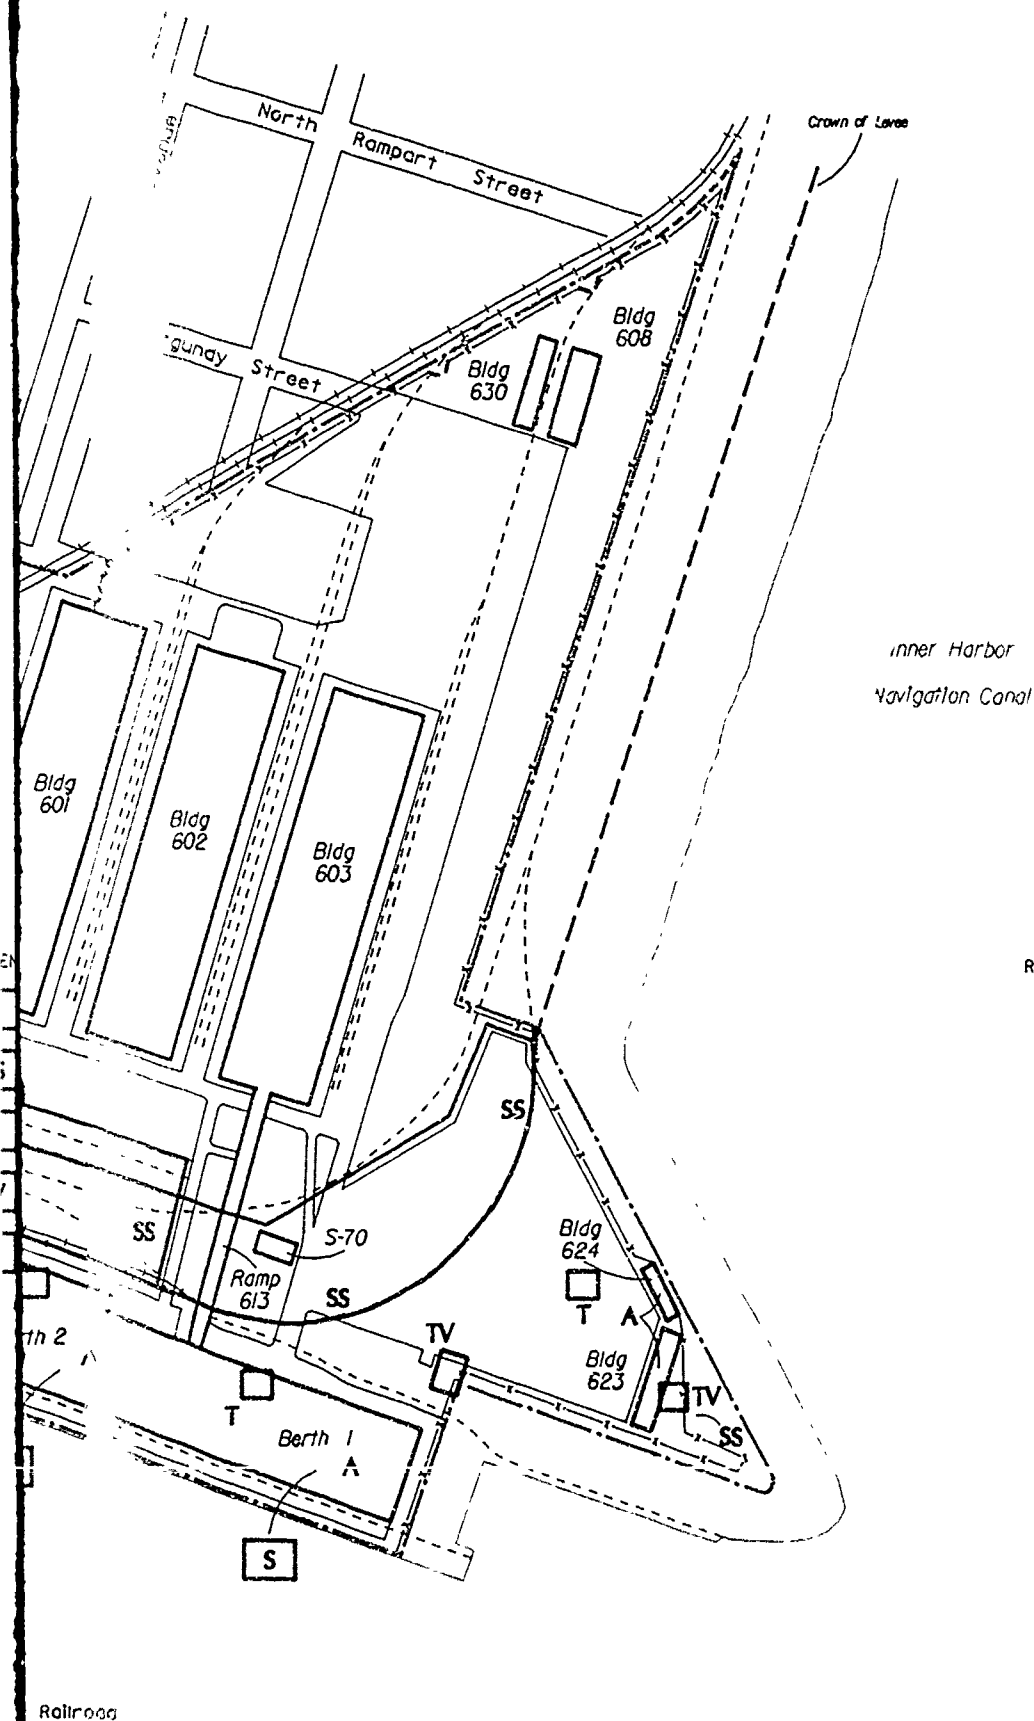 Crown of Levee
North Rampart Street
Bldg
608
Bldg
630
Street
Inner Harbor
Navigation Canal
Bldg
601
Bldg
602
Bldg
603
R
SS
SS
S-70
Bldg
624
Ramp
613
SS
T
A
TV
Bldg
623
TV
T
SS
Berth 1
A
S
Railroad